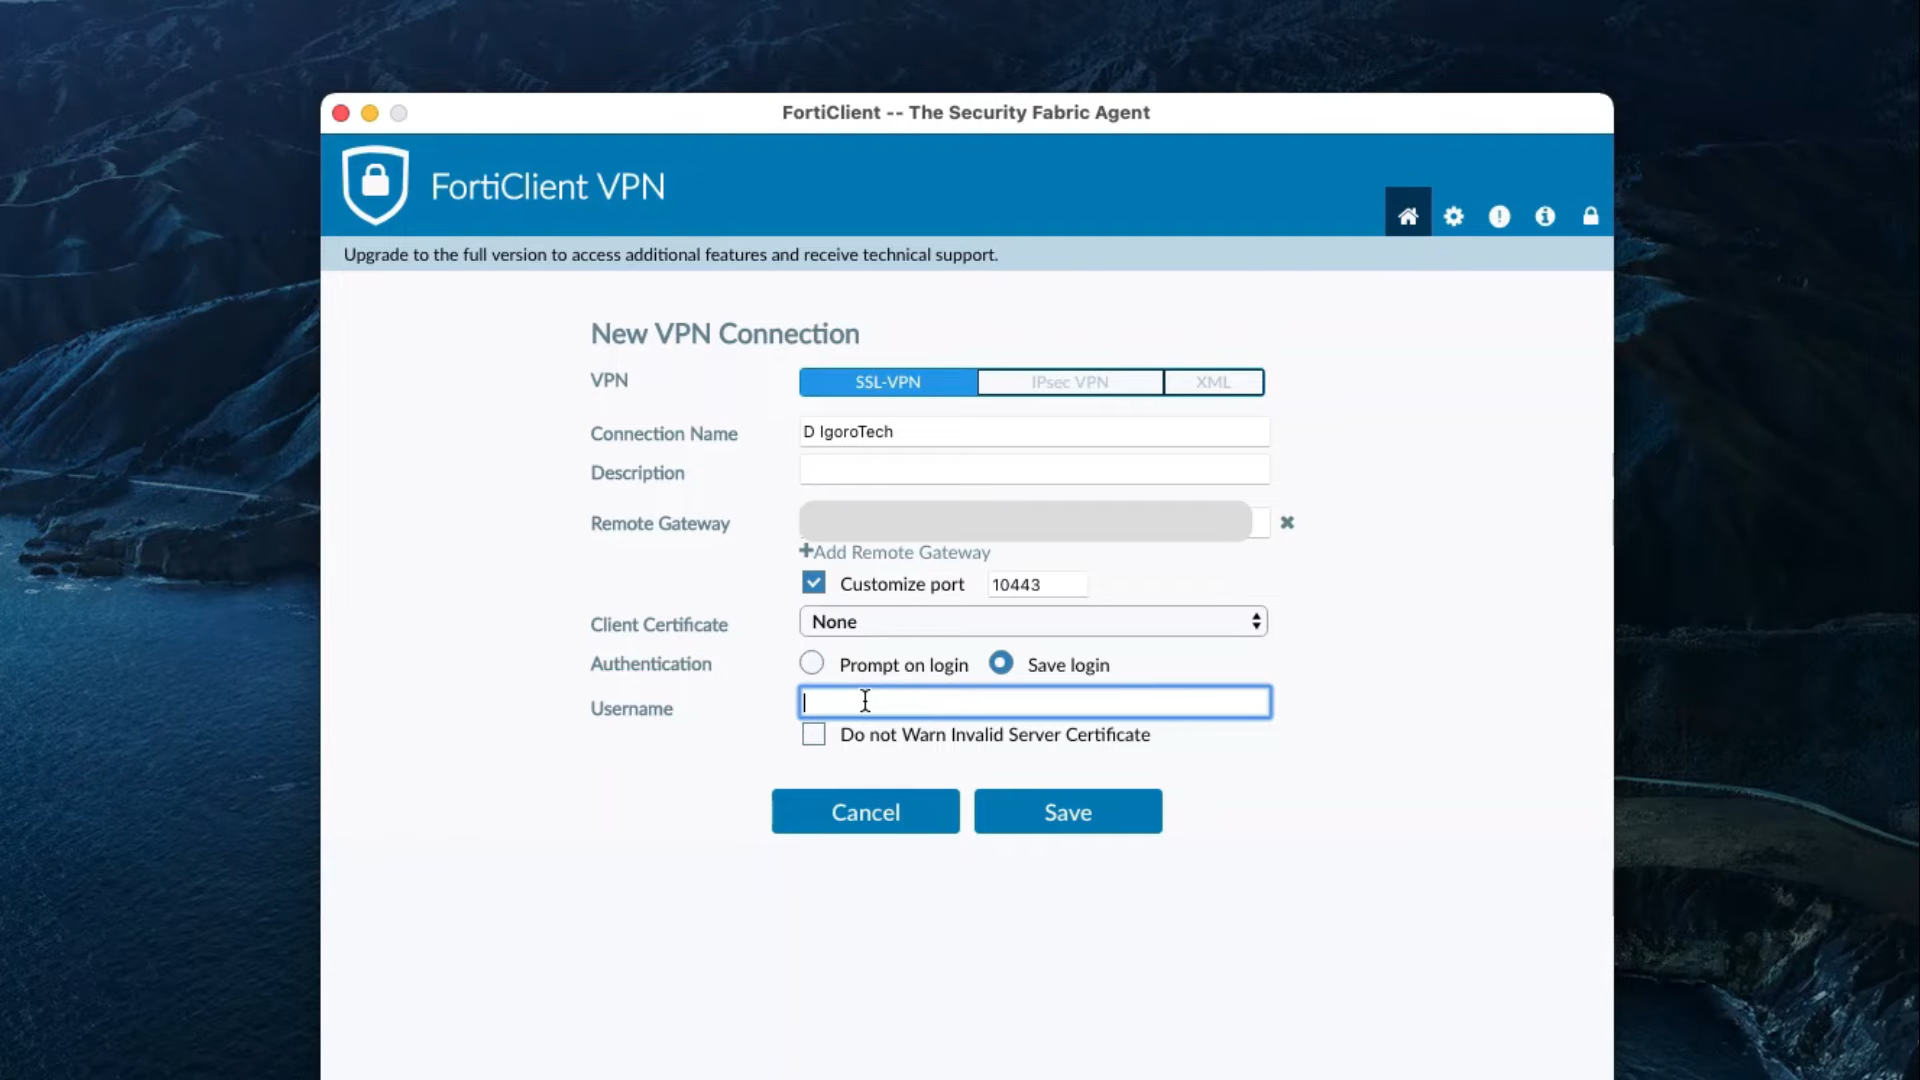 FortiClient -- The Security Fabric Agent
FortiClient VPN
Upgrade to the full version to access additional features and receive technical support.
New VPN Connection
VPN SSL-VPN IPsec VPN XML
Connection Name D IgoroTech
Description
Remote Gateway
+Add Remote Gateway
Customize port 10443
Client Certificate None
Authentication Prompt on login Save login
Username
Do not Warn Invalid Server Certificate
Cancel Save